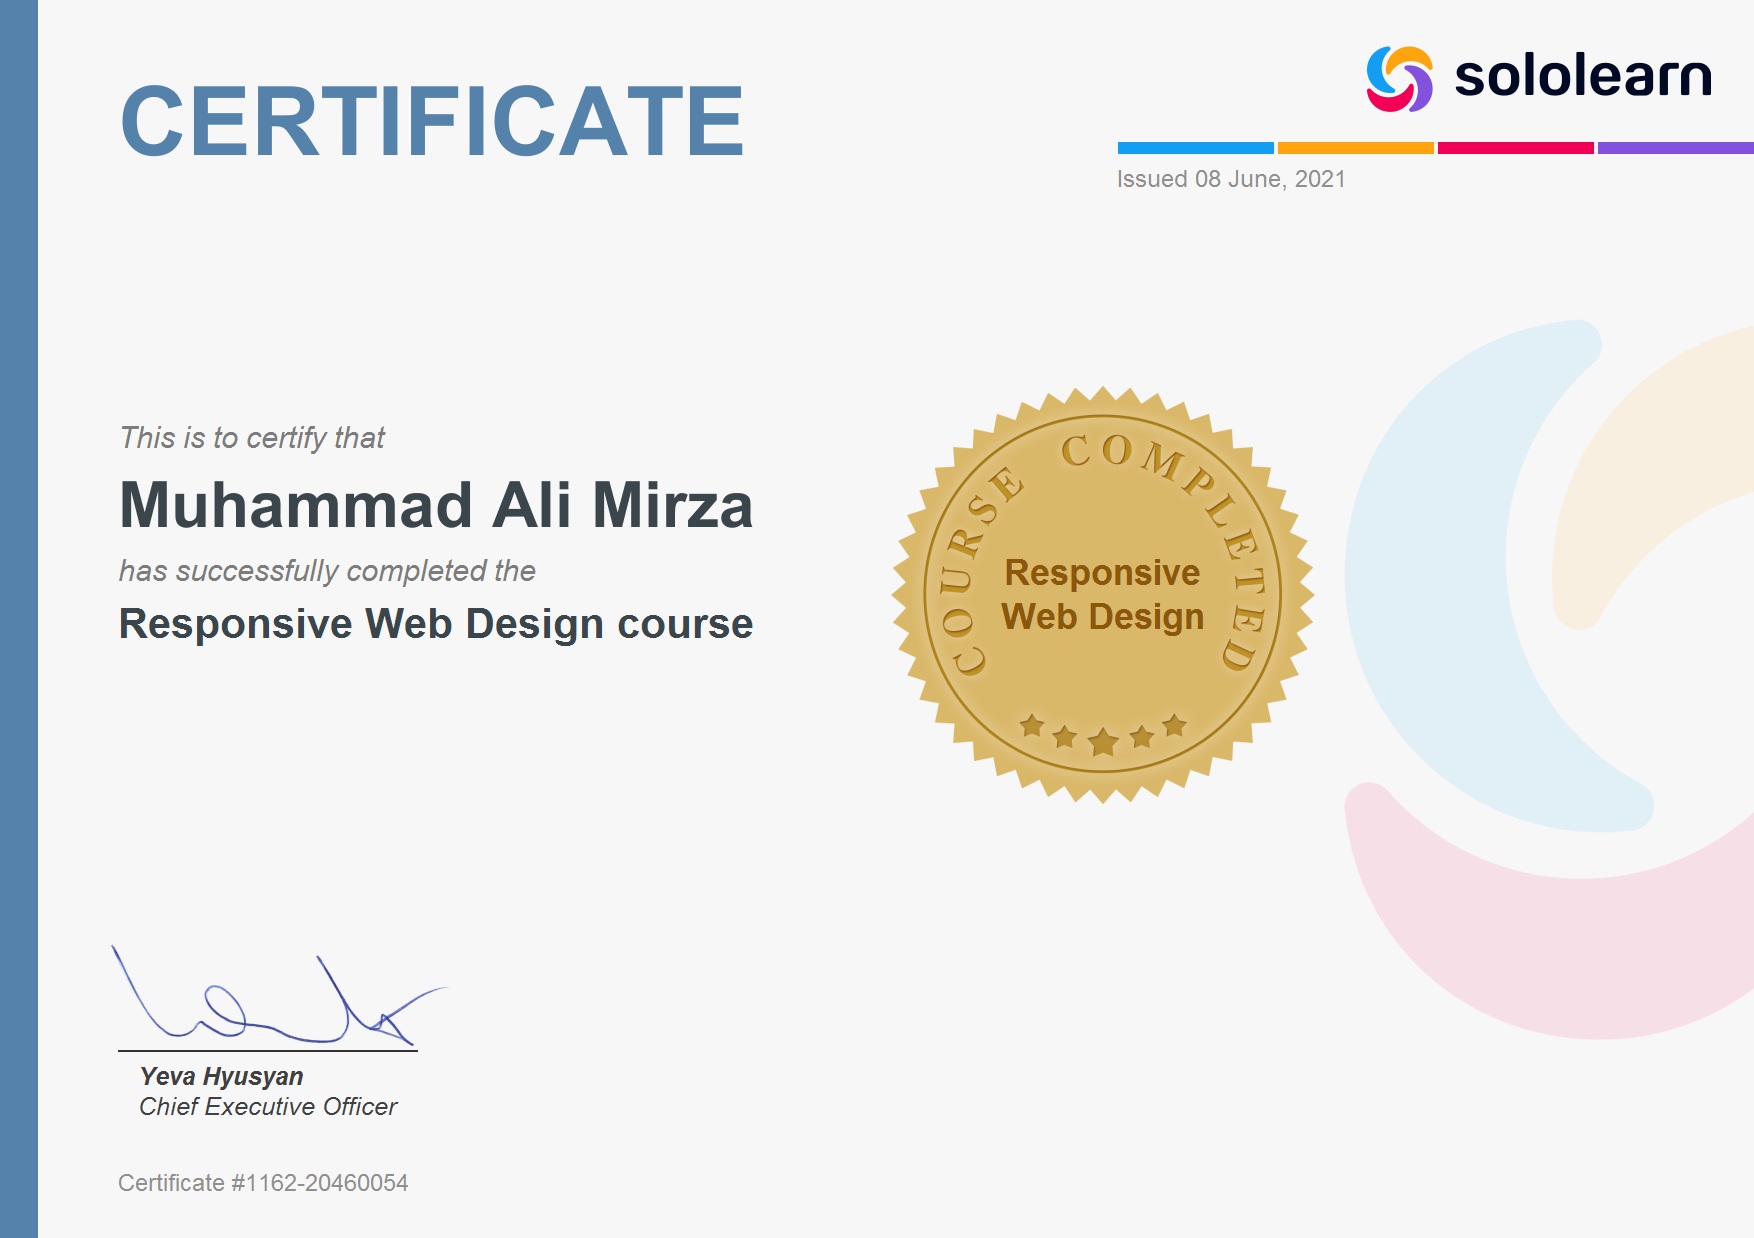 CERTIFICATE
sololearn
Issued 08 June, 2021
This is to certify that
Muhammad Ali Mirza
has successfully completed the
Responsive Web Design course
COURSE COMPLETED
Responsive
Web Design
Yeva Hyusyan
Chief Executive Officer
Certificate #1162-20460054